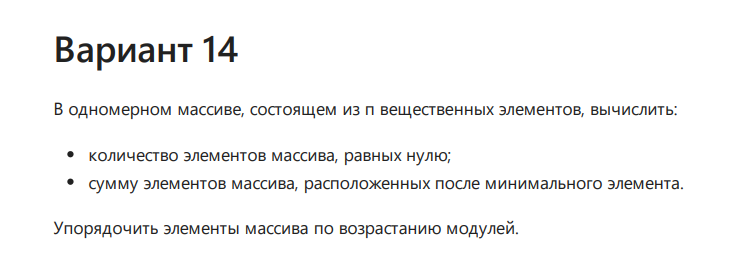 Вариант 14
В одномерном массиве, состоящем из п вещественных элементов, вычислить:
• количество элементов массива, равных нулю;
• сумму элементов массива, расположенных после минимального элемента.
Упорядочить элементы массива по возрастанию модулей.